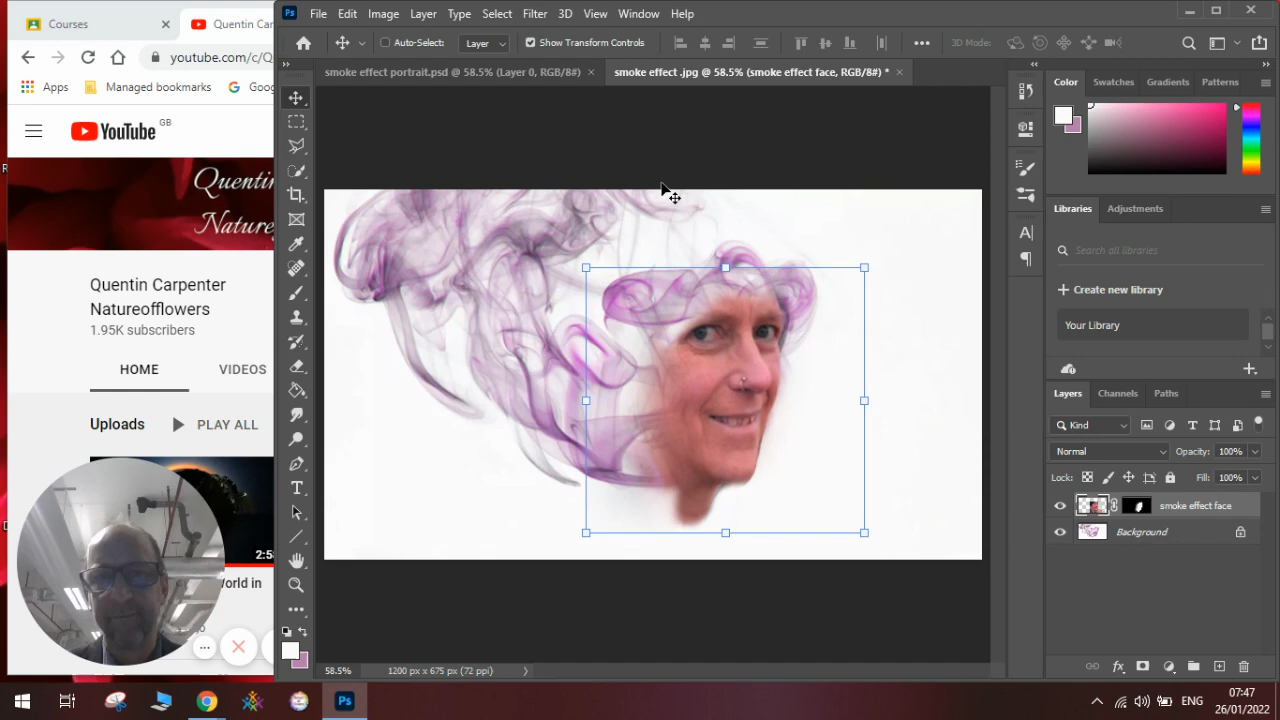 Courses
Quentin Car
youtube.com/c/Q
Apps
Managed bookmarks
Goog
YouTube GB
Quentin
Nature
Quentin Carpenter
Natureofflowers
1.95K subscribers
HOME
VIDEOS
Uploads
PLAY ALL
2:5
World in
Ps
File Edit Image Layer Type Select Filter 3D View Window Help
Auto-Select: Layer Show Transform Controls 3D Mode:
smoke effect portrait.psd @ 58.5% (Layer 0, RGB/8#)
smoke effect .jpg @ 58.5% (smoke effect face, RGB/8#) *
Color Swatches Gradients Patterns
Libraries Adjustments
Search all libraries
Create new library
Your Library
Layers Channels Paths
Kind
Normal Opacity: 100%
Lock: Fill: 100%
smoke effect face
Background
58.5% 1200 px x 675 px (72 ppi)
Ps
ENG
07:47
26/01/2022